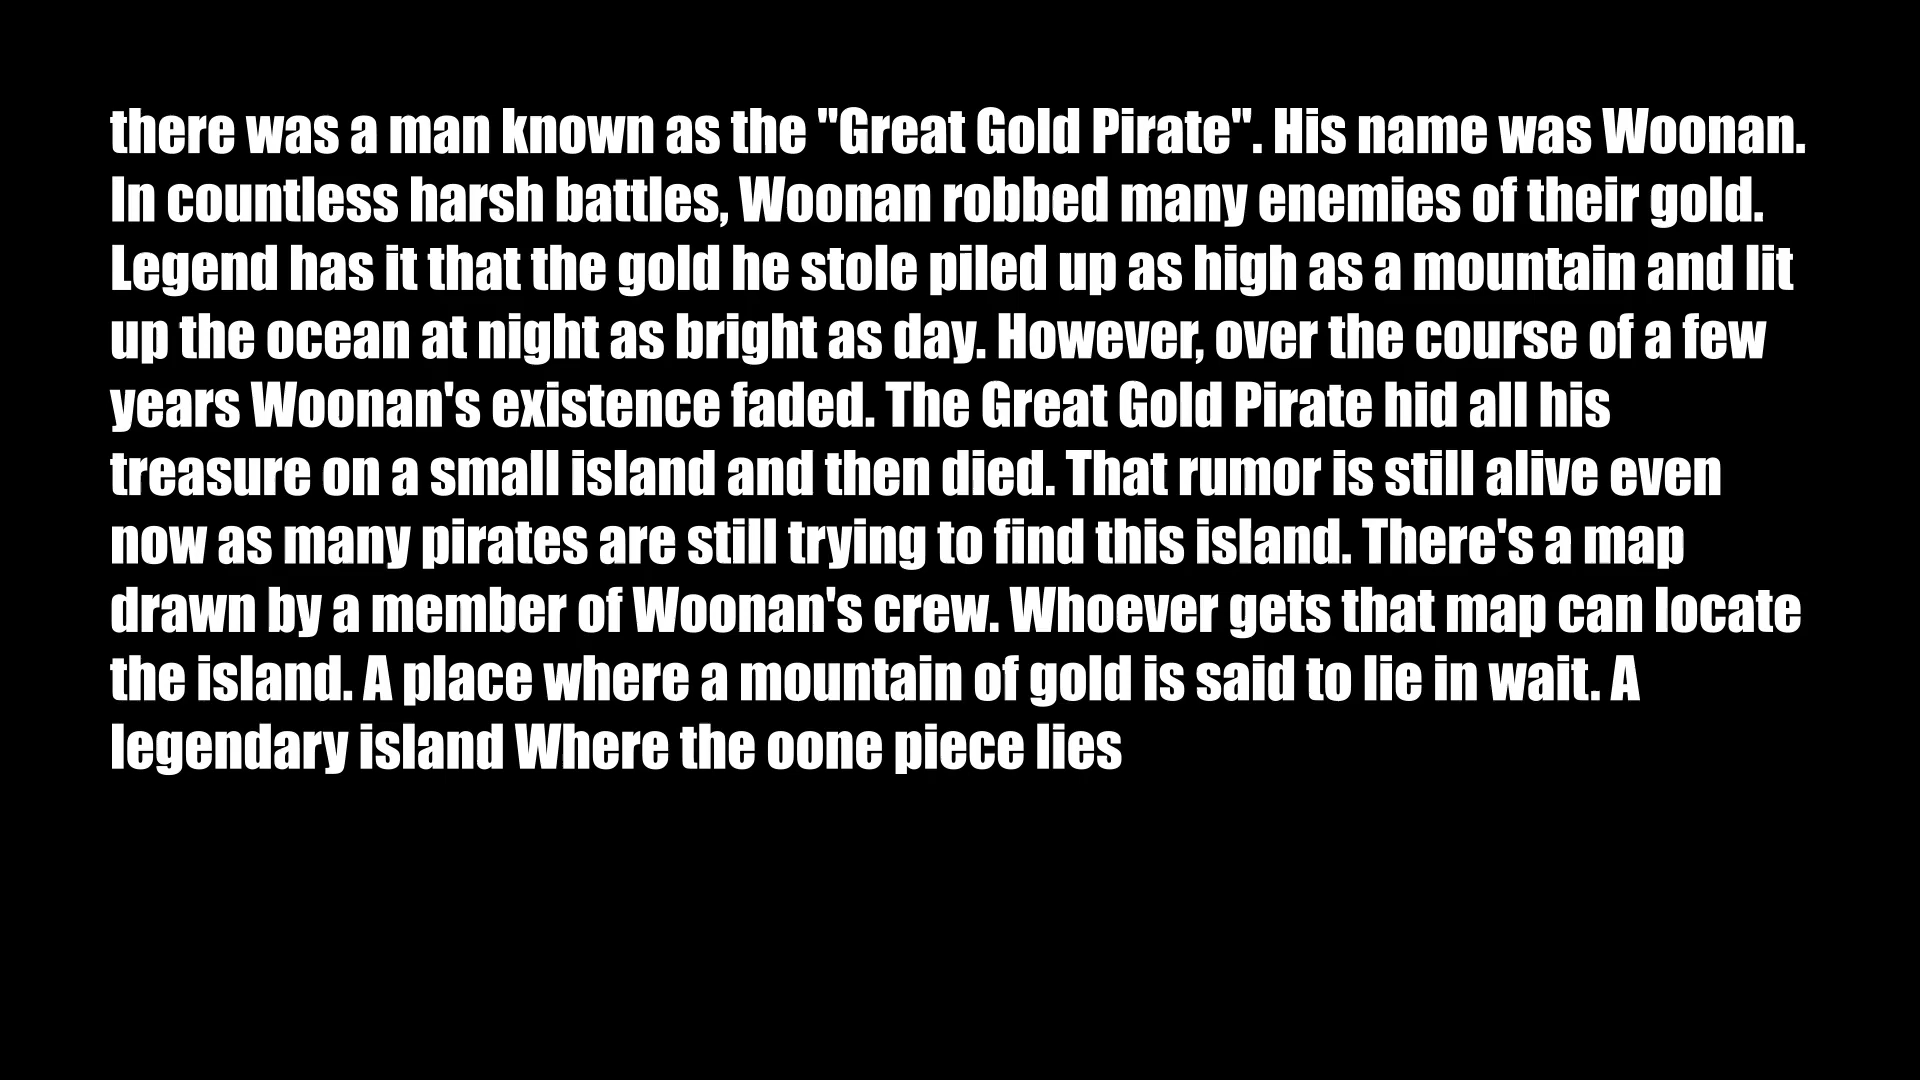 there was a man known as the "Great Gold Pirate". His name was Woonan.
In countless harsh battles, Woonan robbed many enemies of their gold.
Legend has it that the gold he stole piled up as high as a mountain and lit
up the ocean at night as bright as day. However, over the course of a few
years Woonan's existence faded. The Great Gold Pirate hid all his
treasure on a small island and then died. That rumor is still alive even
now as many pirates are still trying to find this island. There's a map
drawn by a member of Woonan's crew. Whoever gets that map can locate
the island. A place where a mountain of gold is said to lie in wait. A
legendary island Where the oone piece lies